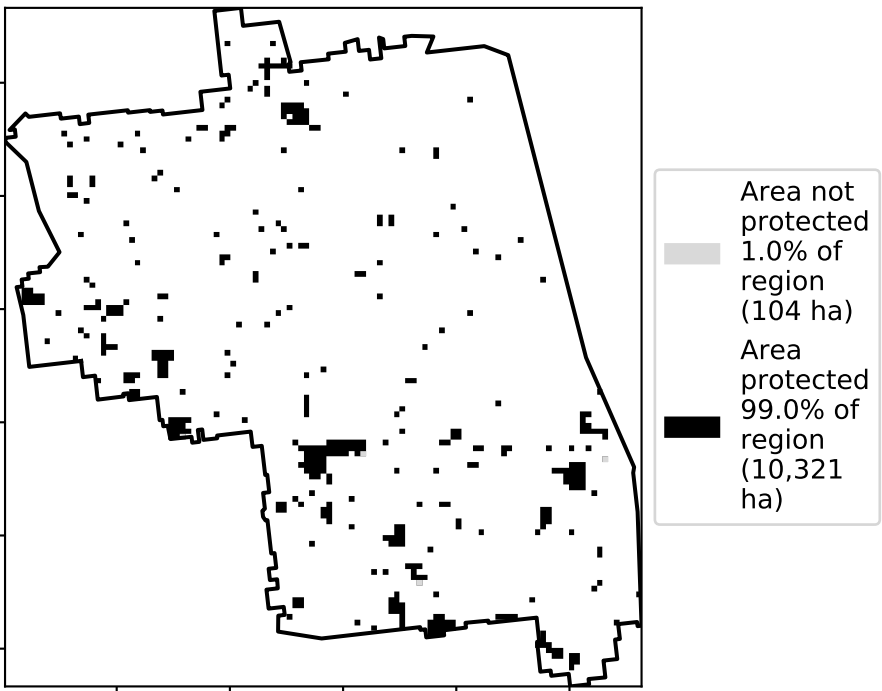 Area not
protected
1.0% of
region
(104 ha)
Area
protected
99.0% of
region
(10,321
ha)